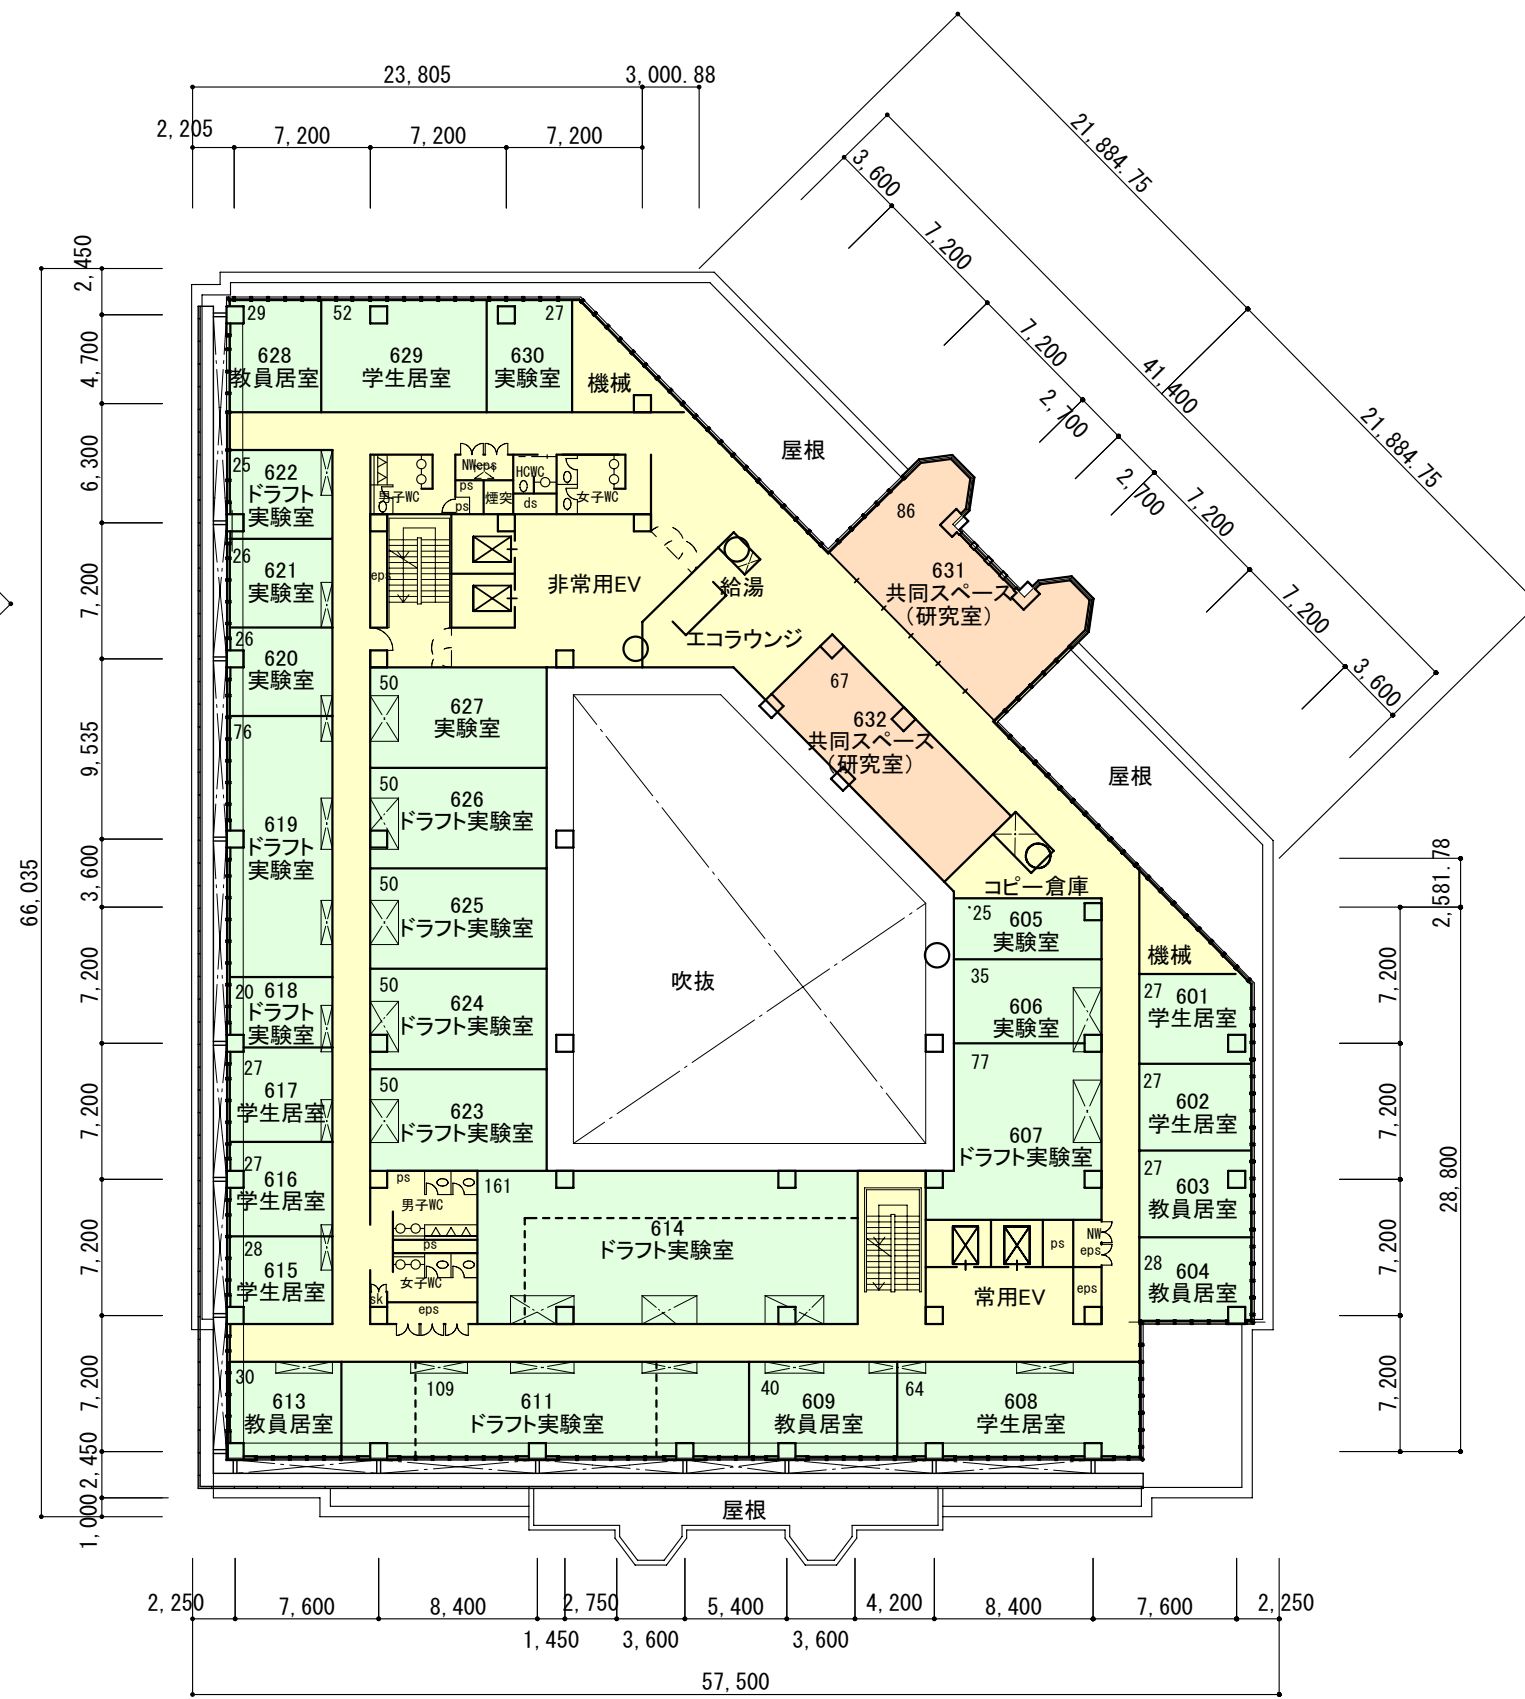 23,805
3,000.88
2,205
7,200
7,200
7,200
21,884.75
3,600
7,200
7,200
41,400
2,700
2,700
7,200
21,884.75
7,200
3,600
2,450
4,700
6,300
7,200
9,535
3,600
7,200
7,200
7,200
7,200
2,450
1,000
66,035
29
628
教員居室
52
629
学生居室
27
630
実験室
機械
屋根
25
622
ドラフト
実験室
男子WC
NW
eps
ps
ps
煙突
HCWC
ds
女子WC
eps
非常用EV
給湯
エコラウンジ
86
631
共同スペース
(研究室)
26
621
実験室
26
620
実験室
67
632
共同スペース
(研究室)
屋根
76
619
ドラフト
実験室
50
627
実験室
50
626
ドラフト実験室
50
625
ドラフト実験室
50
624
ドラフト実験室
50
623
ドラフト実験室
吹抜
コピー倉庫
25
605
実験室
35
606
実験室
77
607
ドラフト実験室
機械
27
601
学生居室
27
602
学生居室
27
603
教員居室
28
604
教員居室
20
618
ドラフト
実験室
27
617
学生居室
27
616
学生居室
28
615
学生居室
ps
男子WC
ps
女子WC
sk
eps
161
614
ドラフト実験室
ps
NW
eps
eps
常用EV
30
613
教員居室
109
611
ドラフト実験室
40
609
教員居室
64
608
学生居室
屋根
2,581.78
7,200
7,200
7,200
7,200
28,800
2,250
7,600
8,400
1,450
2,750
3,600
5,400
3,600
4,200
8,400
7,600
2,250
57,500